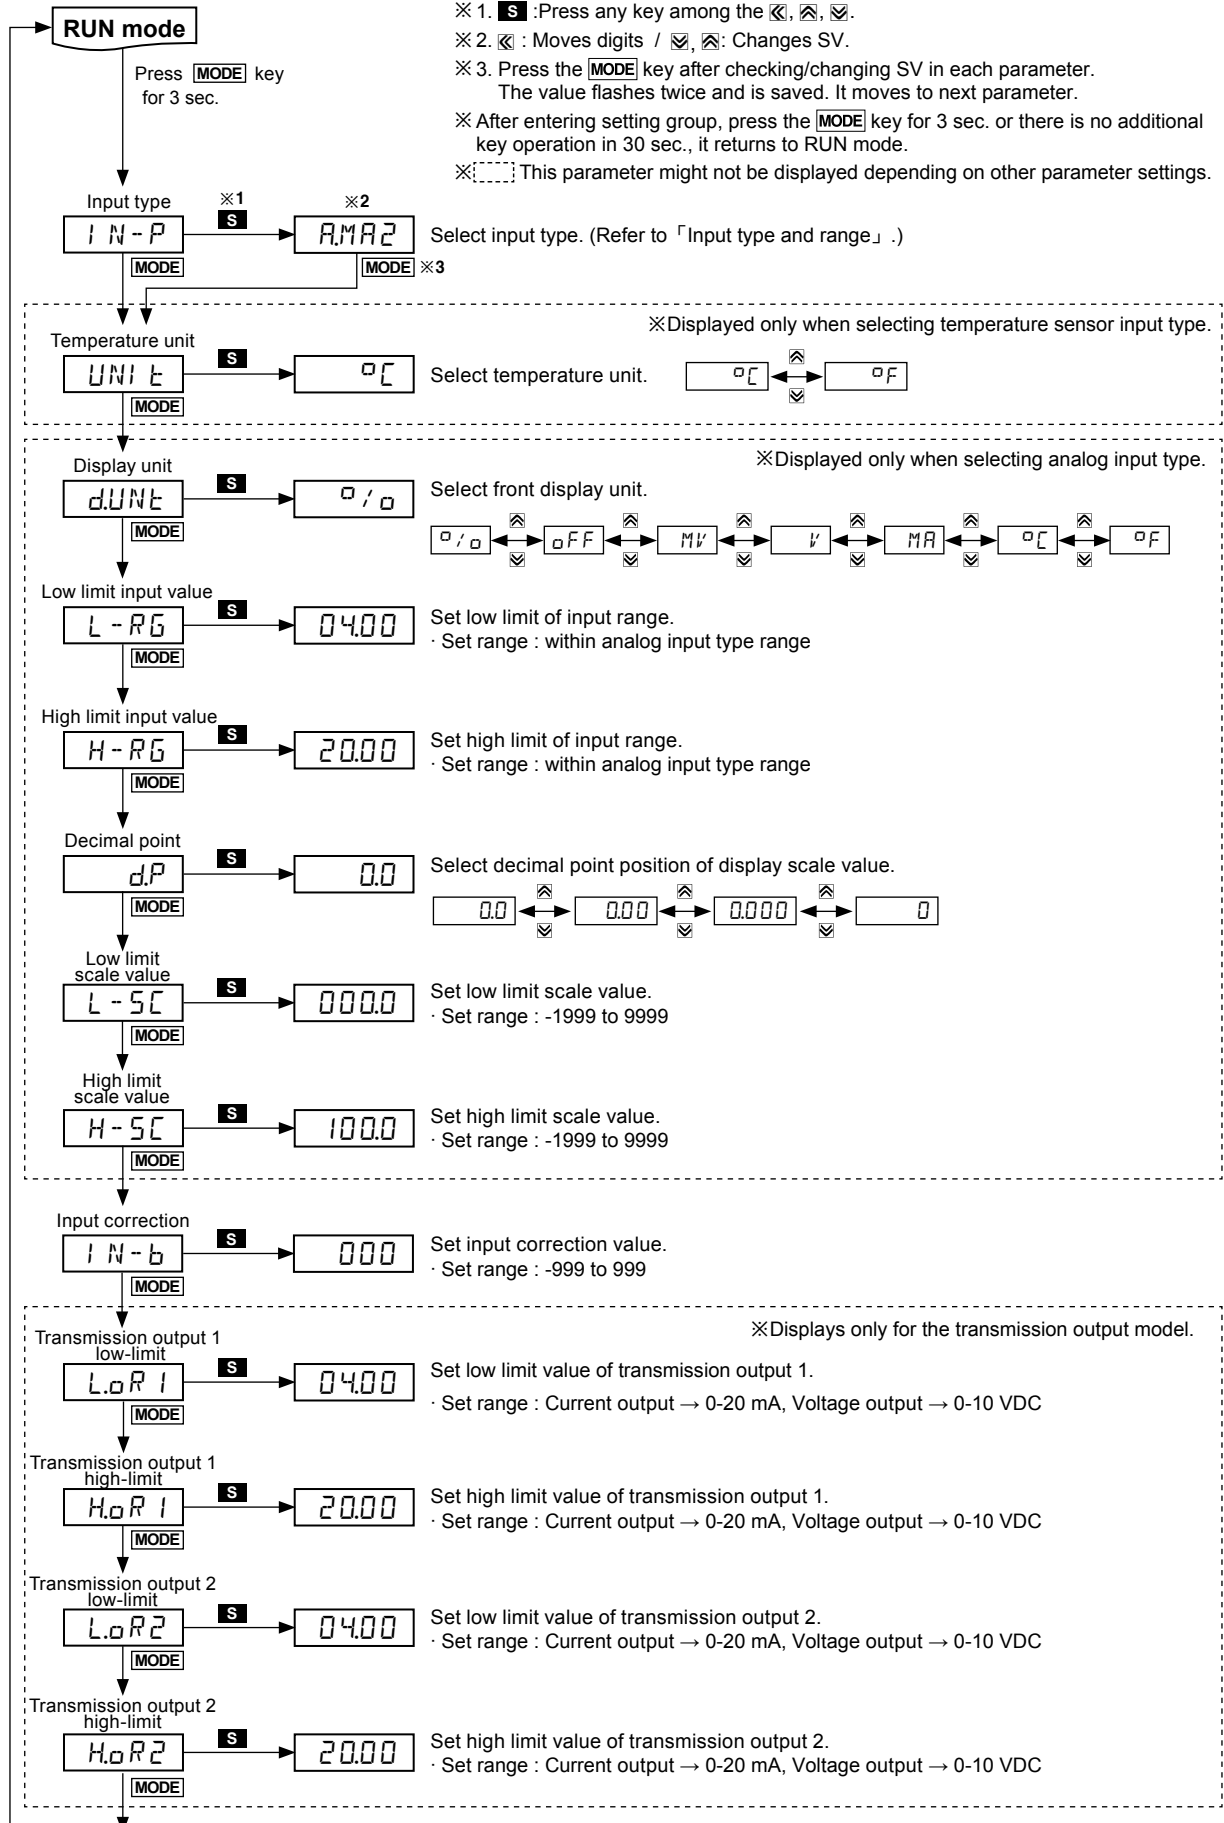 RUN mode
Press MODE key
for 3 sec.
※1. S :Press any key among the «, ︽, ︾.
※2. « : Moves digits / ︾, ︽: Changes SV.
※3. Press the MODE key after checking/changing SV in each parameter.
The value flashes twice and is saved. It moves to next parameter.
※After entering setting group, press the MODE key for 3 sec. or there is no additional
key operation in 30 sec., it returns to RUN mode.
※ This parameter might not be displayed depending on other parameter settings.
Input type ※1 ※2
IN-P S A.MA2 Select input type. (Refer to「Input type and range」.)
MODE MODE ※3
※Displayed only when selecting temperature sensor input type.
Temperature unit
UNIt S °C Select temperature unit. °C ︽ ︾ °F
MODE
※Displayed only when selecting analog input type.
Display unit
d.UNt S °/o Select front display unit.
MODE
°/o ︽ ︾ oFF ︽ ︾ MV ︽ ︾ V ︽ ︾ MA ︽ ︾ °C ︽ ︾ °F
Low limit input value
L-RG S 04.00 Set low limit of input range.
· Set range : within analog input type range
MODE
High limit input value
H-RG S 20.00 Set high limit of input range.
· Set range : within analog input type range
MODE
Decimal point
d.P S 0.0 Select decimal point position of display scale value.
MODE
0.0 ︽ ︾ 0.00 ︽ ︾ 0.000 ︽ ︾ 0
Low limit
scale value
L-SC S 000.0 Set low limit scale value.
· Set range : -1999 to 9999
MODE
High limit
scale value
H-SC S 100.0 Set high limit scale value.
· Set range : -1999 to 9999
MODE
Input correction
IN-b S 000 Set input correction value.
· Set range : -999 to 999
MODE
※Displays only for the transmission output model.
Transmission output 1
low-limit
L.oR1 S 04.00 Set low limit value of transmission output 1.
· Set range : Current output → 0-20 mA, Voltage output → 0-10 VDC
MODE
Transmission output 1
high-limit
H.oR1 S 20.00 Set high limit value of transmission output 1.
· Set range : Current output → 0-20 mA, Voltage output → 0-10 VDC
MODE
Transmission output 2
low-limit
L.oR2 S 04.00 Set low limit value of transmission output 2.
· Set range : Current output → 0-20 mA, Voltage output → 0-10 VDC
MODE
Transmission output 2
high-limit
H.oR2 S 20.00 Set high limit value of transmission output 2.
· Set range : Current output → 0-20 mA, Voltage output → 0-10 VDC
MODE